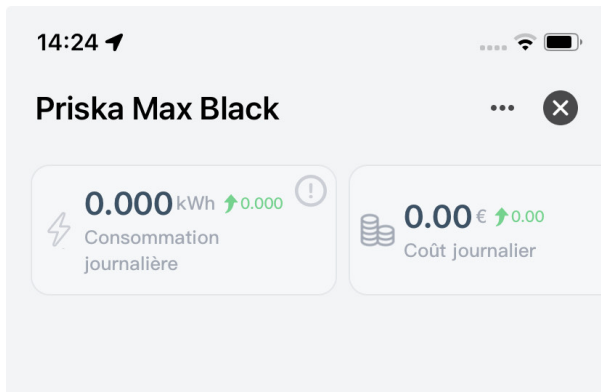 14:24
Priska Max Black
0.000 kWh 0.000
Consommation
journalière
0.00 € 0.00
Coût journalier